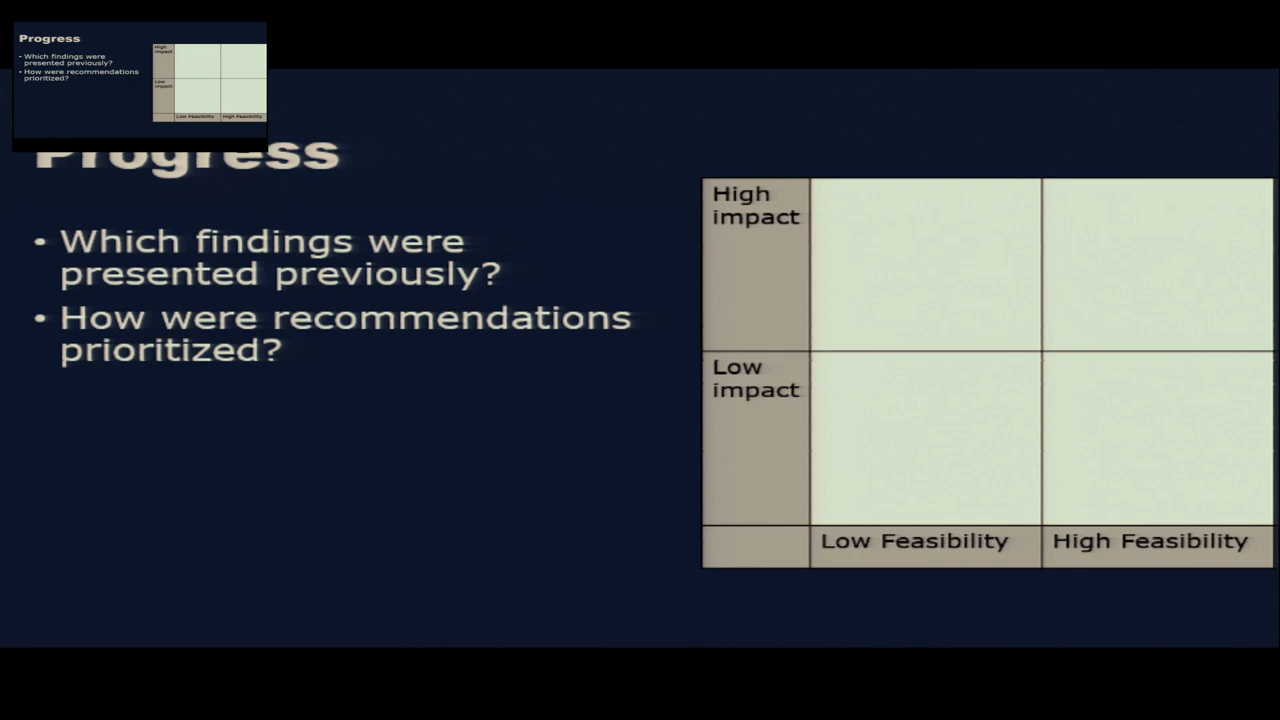 Progress
• Which findings were
presented previously?
• How were recommendations
prioritized?
High
impact
Low
impact
Low Feasibility
High Feasibility
Progress
• Which findings were
presented previously?
• How were recommendations
prioritized?
High
impact
Low
impact
Low Feasibility
High Feasibility